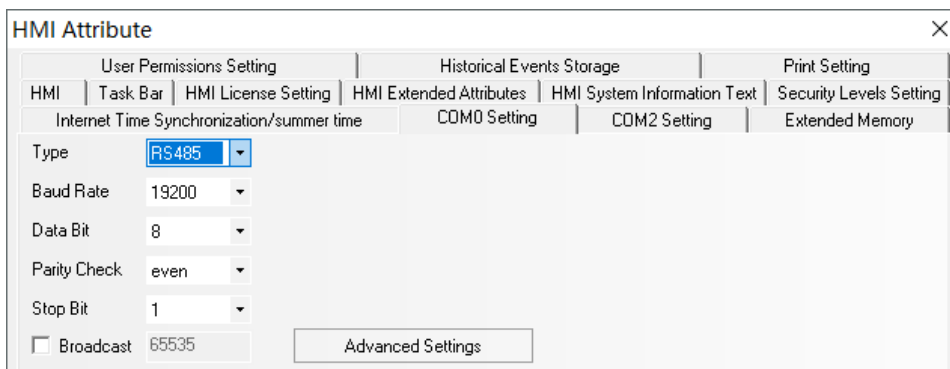 HMI Attribute
User Permissions Setting Historical Events Storage Print Setting
HMI Task Bar HMI License Setting HMI Extended Attributes HMI System Information Text Security Levels Setting
Internet Time Synchronization/summer time COM0 Setting COM2 Setting Extended Memory
Type RS485
Baud Rate 19200
Data Bit 8
Parity Check even
Stop Bit 1
Broadcast 65535 Advanced Settings